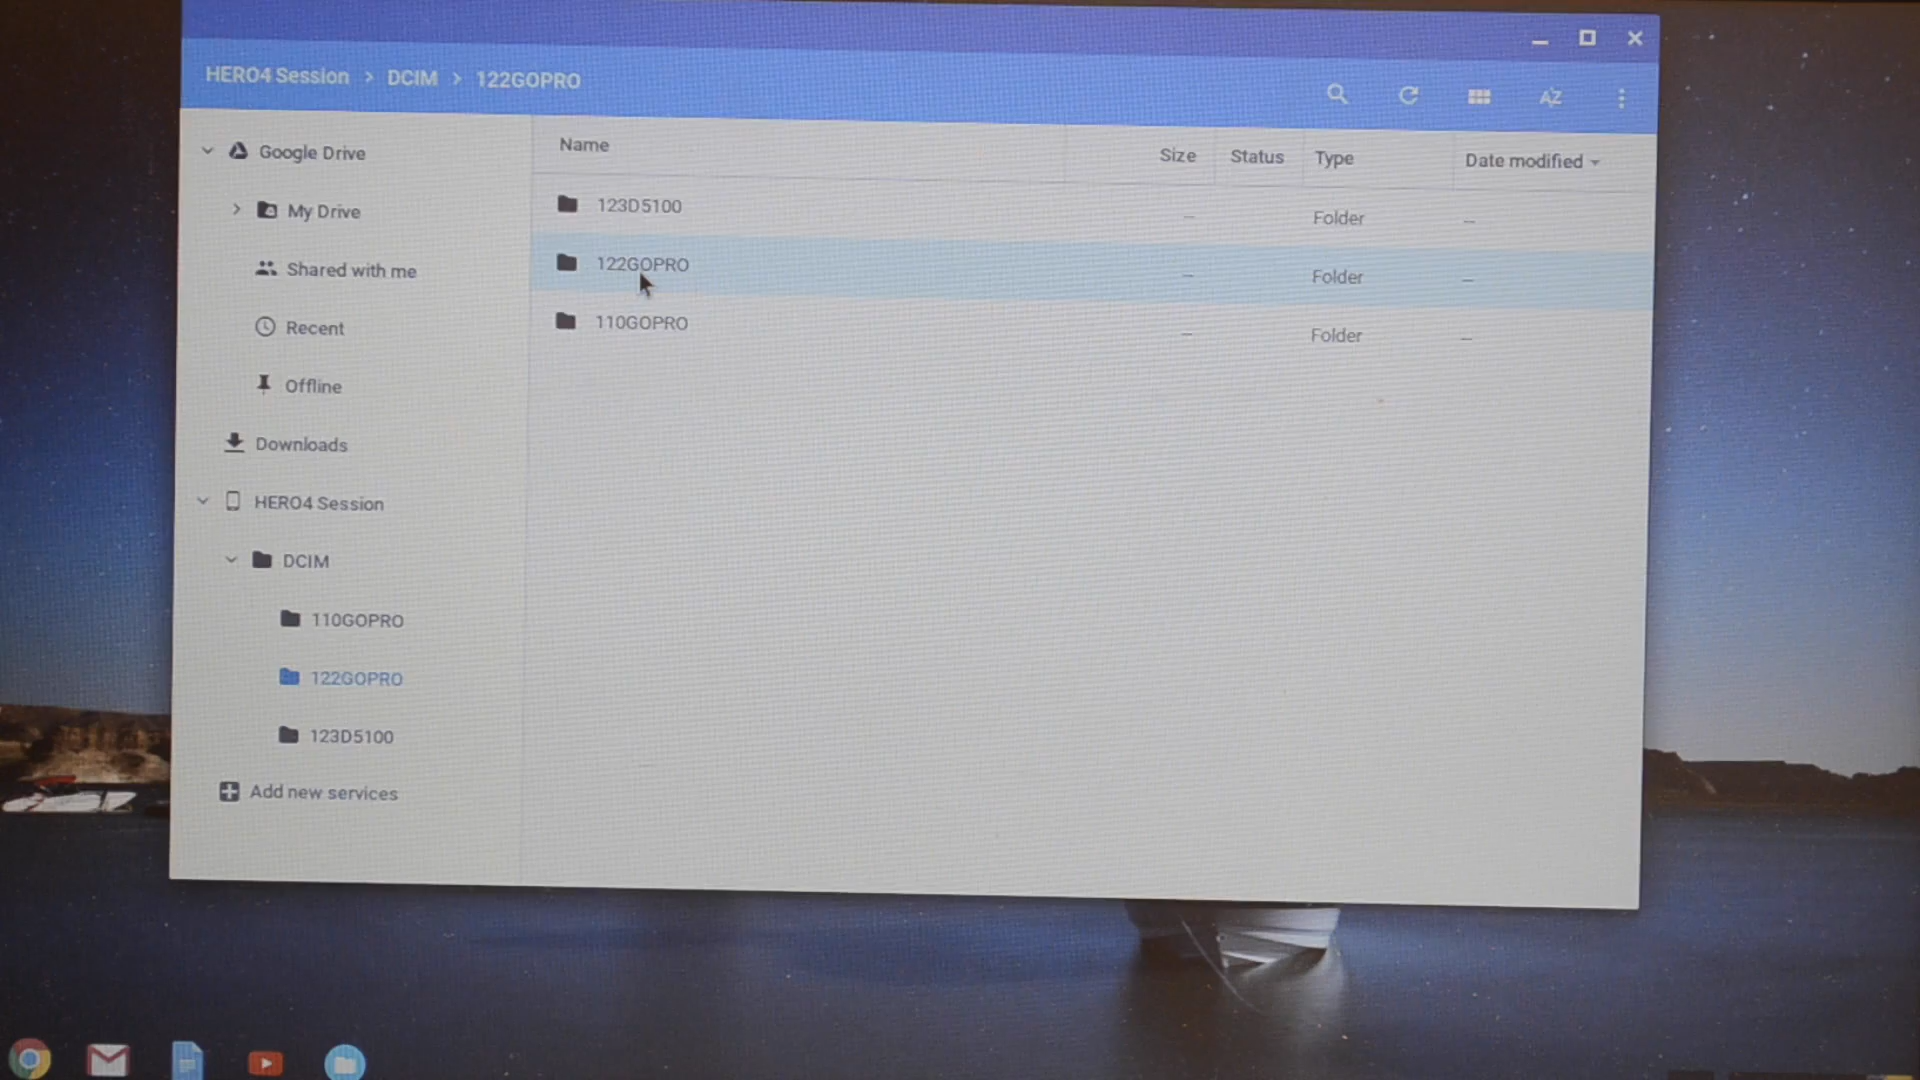 HERO4 Session > DCIM > 122GOPRO
Google Drive
My Drive
Shared with me
Recent
Offline
Downloads
HERO4 Session
DCIM
110GOPRO
122GOPRO
123D5100
Add new services
Name Size Status Type Date modified
123D5100 — Folder —
122GOPRO — Folder —
110GOPRO — Folder —
AZ